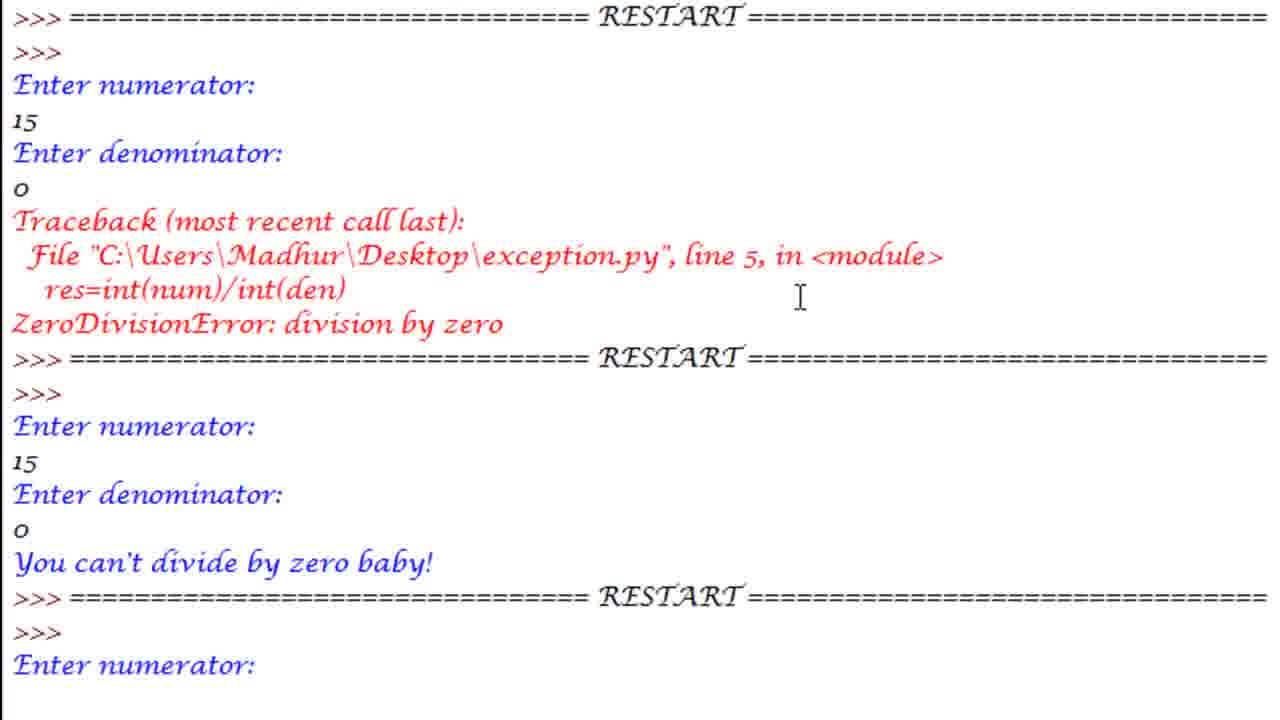 >>> ================================ RESTART ================================
>>>
Enter numerator:
15
Enter denominator:
0
Traceback (most recent call last):
  File "C:\Users\Madhur\Desktop\exception.py", line 5, in <module>
    res=int(num)/int(den)
ZeroDivisionError: division by zero
>>> ================================ RESTART ================================
>>>
Enter numerator:
15
Enter denominator:
0
You can't divide by zero baby!
>>> ================================ RESTART ================================
>>>
Enter numerator: